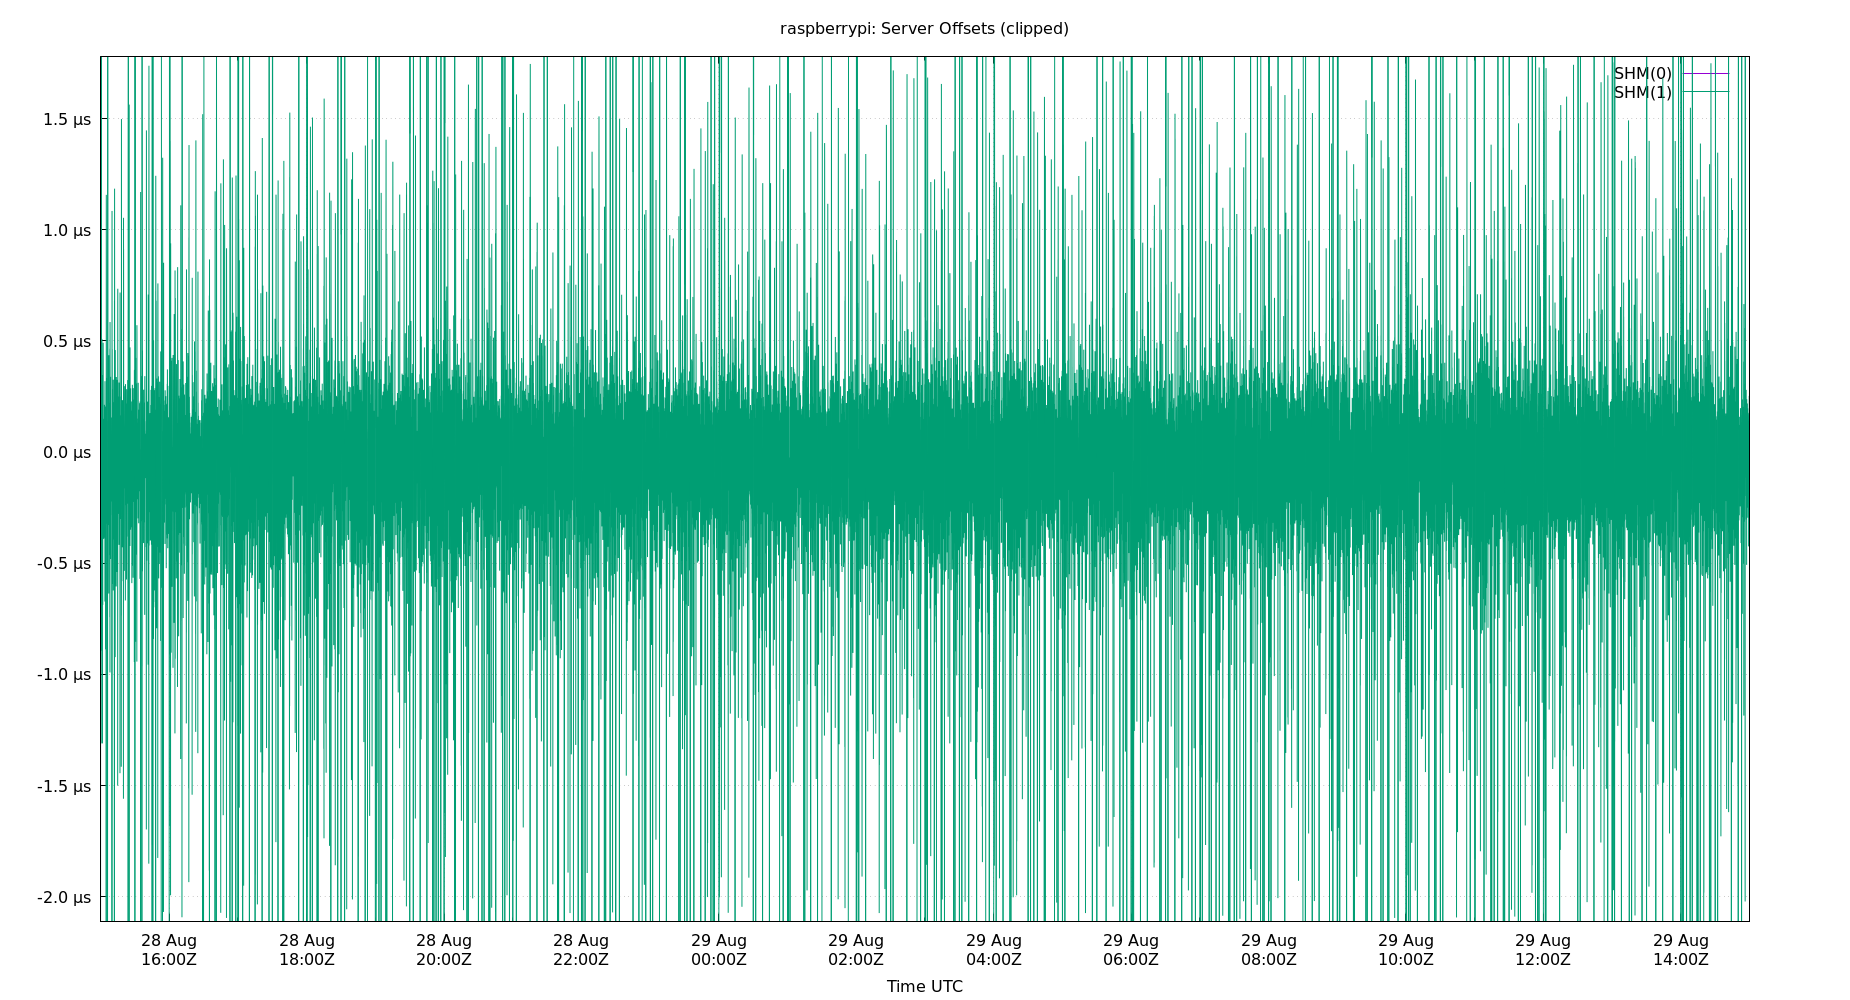 raspberrypi: Server Offsets (clipped)
SHM(0)
SHM(1)
1.5 µs
1.0 µs
0.5 µs
0.0 µs
-0.5 µs
-1.0 µs
-1.5 µs
-2.0 µs
28 Aug 28 Aug 28 Aug 28 Aug 29 Aug 29 Aug 29 Aug 29 Aug 29 Aug 29 Aug 29 Aug 29 Aug
16:00Z 18:00Z 20:00Z 22:00Z 00:00Z 02:00Z 04:00Z 06:00Z 08:00Z 10:00Z 12:00Z 14:00Z
Time UTC